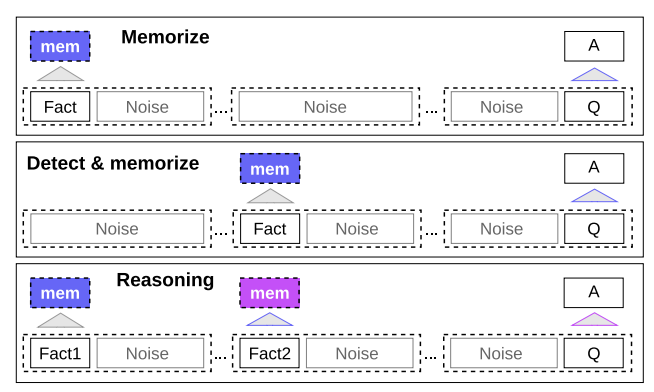 Memorize
mem A
Fact Noise ... Noise ... Noise Q
Detect & memorize
mem A
Noise ... Fact Noise ... Noise Q
Reasoning
mem mem A
Fact1 Noise ... Fact2 Noise ... Noise Q